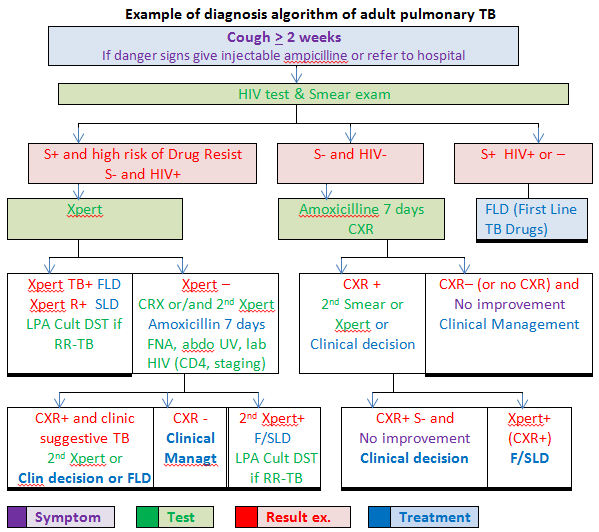 Example of diagnosis algorithm of adult pulmonary TB
Cough ≥ 2 weeks
If danger signs give injectable ampicilline or refer to hospital
HIV test & Smear exam
S+ and high risk of Drug Resist
S- and HIV+
S- and HIV-
S+ HIV+ or –
Xpert
Amoxicilline 7 days
CXR
FLD (First Line
TB Drugs)
Xpert TB+ FLD
Xpert R+ SLD
LPA Cult DST if
RR-TB
Xpert –
CRX or/and 2nd Xpert
Amoxicillin 7 days
FNA, abdo UV, lab
HIV (CD4, staging)
CXR +
2nd Smear or
Xpert or
Clinical decision
CXR– (or no CXR) and
No improvement
Clinical Management
CXR+ and clinic
suggestive TB
2nd Xpert or
Clin decision or FLD
CXR -
Clinical
Managt
2nd Xpert+
F/SLD
LPA Cult DST
if RR-TB
CXR+ S- and
No improvement
Clinical decision
Xpert+
(CXR+)
F/SLD
Symptom
Test
Result ex.
Treatment